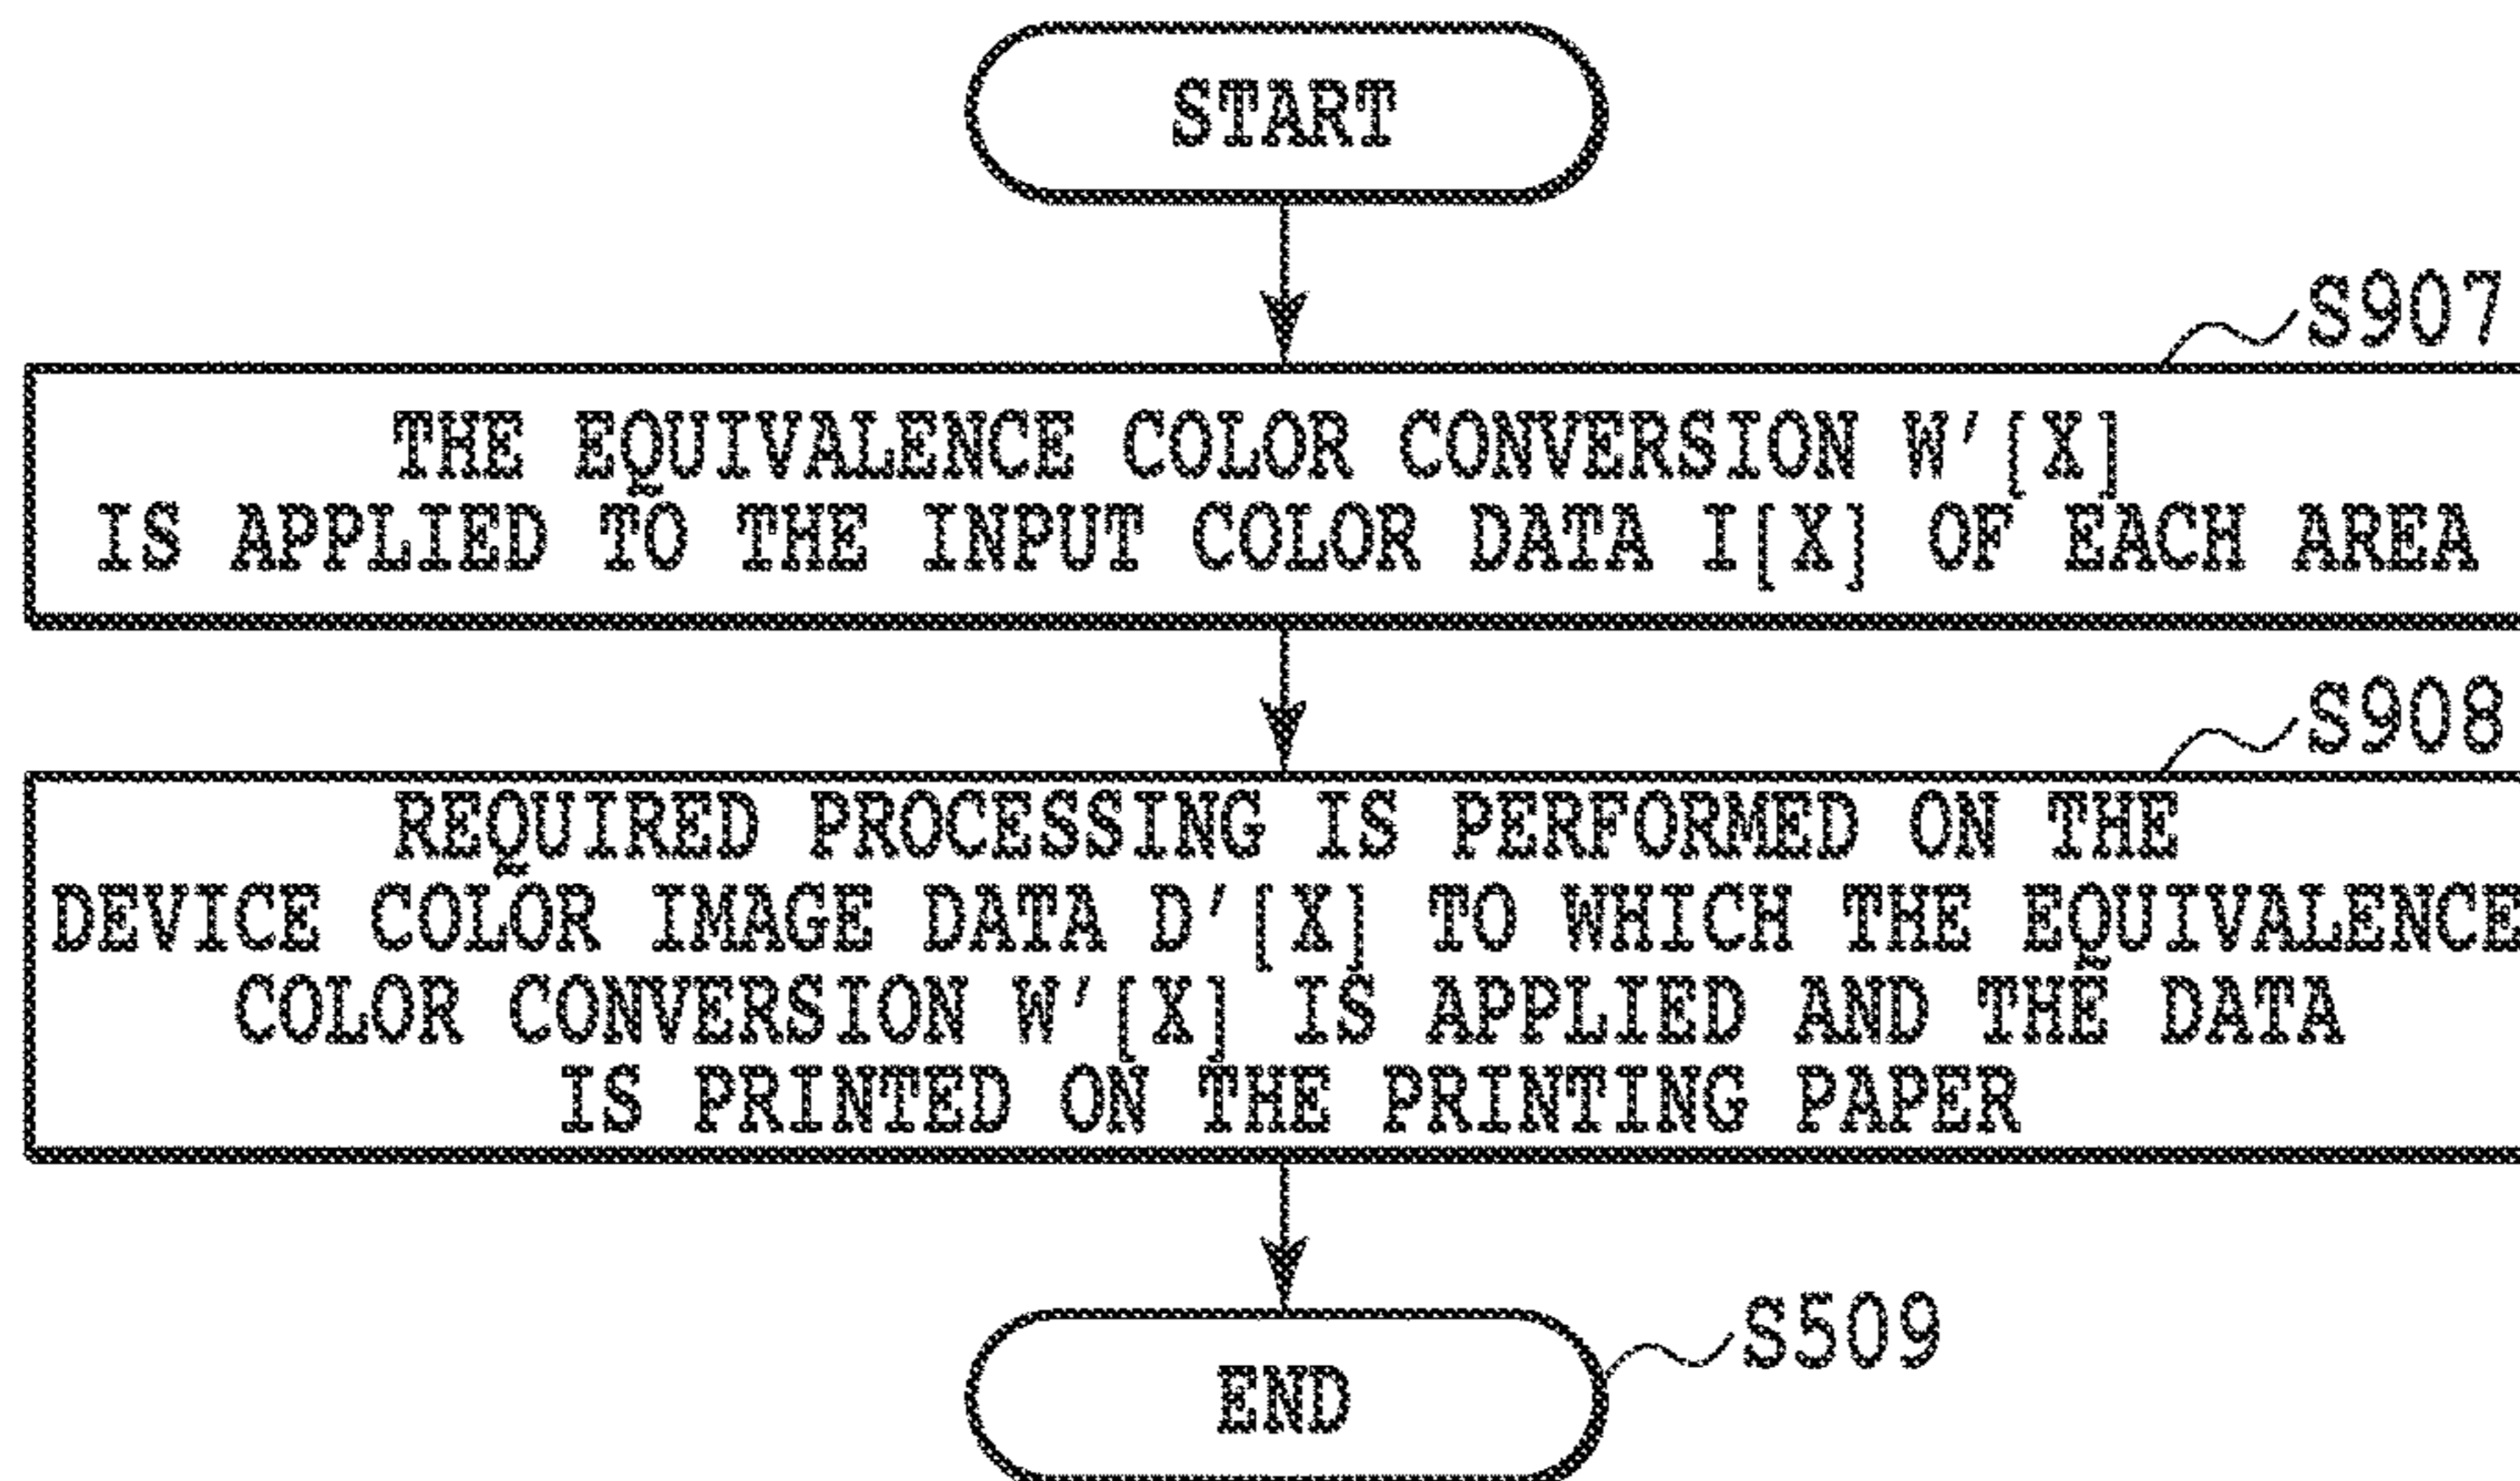 START
S907
THE EQUIVALENCE COLOR CONVERSION W'[X]
IS APPLIED TO THE INPUT COLOR DATA I[X] OF EACH AREA
S908
REQUIRED PROCESSING IS PERFORMED ON THE
DEVICE COLOR IMAGE DATA D'[X] TO WHICH THE EQUIVALENCE
COLOR CONVERSION W'[X] IS APPLIED AND THE DATA
IS PRINTED ON THE PRINTING PAPER
S509
END